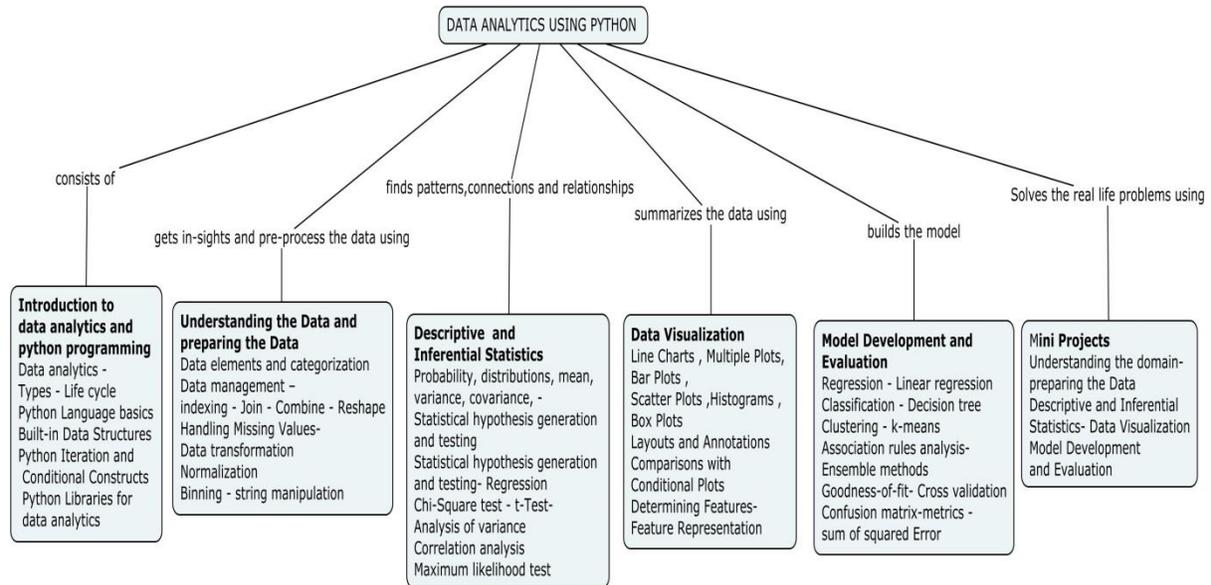 DATA ANALYTICS USING PYTHON
consists of
gets in-sights and pre-process the data using
finds patterns,connections and relationships
summarizes the data using
builds the model
Solves the real life problems using
Introduction to
data analytics and
python programming
Data analytics -
Types - Life cycle
Python Language basics
Built-in Data Structures
Python Iteration and
Conditional Constructs
Python Libraries for
data analytics
Understanding the Data and
preparing the Data
Data elements and categorization
Data management –
indexing - Join - Combine - Reshape
Handling Missing Values-
Data transformation
Normalization
Binning - string manipulation
Descriptive and
Inferential Statistics
Probability, distributions, mean,
variance, covariance, -
Statistical hypothesis generation
and testing
Statistical hypothesis generation
and testing- Regression
Chi-Square test - t-Test-
Analysis of variance
Correlation analysis
Maximum likelihood test
Data Visualization
Line Charts , Multiple Plots,
Bar Plots ,
Scatter Plots ,Histograms ,
Box Plots
Layouts and Annotations
Comparisons with
Conditional Plots
Determining Features-
Feature Representation
Model Development and
Evaluation
Regression - Linear regression
Classification - Decision tree
Clustering - k-means
Association rules analysis-
Ensemble methods
Goodness-of-fit- Cross validation
Confusion matrix-metrics -
sum of squared Error
Mini Projects
Understanding the domain-
preparing the Data
Descriptive and Inferential
Statistics- Data Visualization
Model Development
and Evaluation